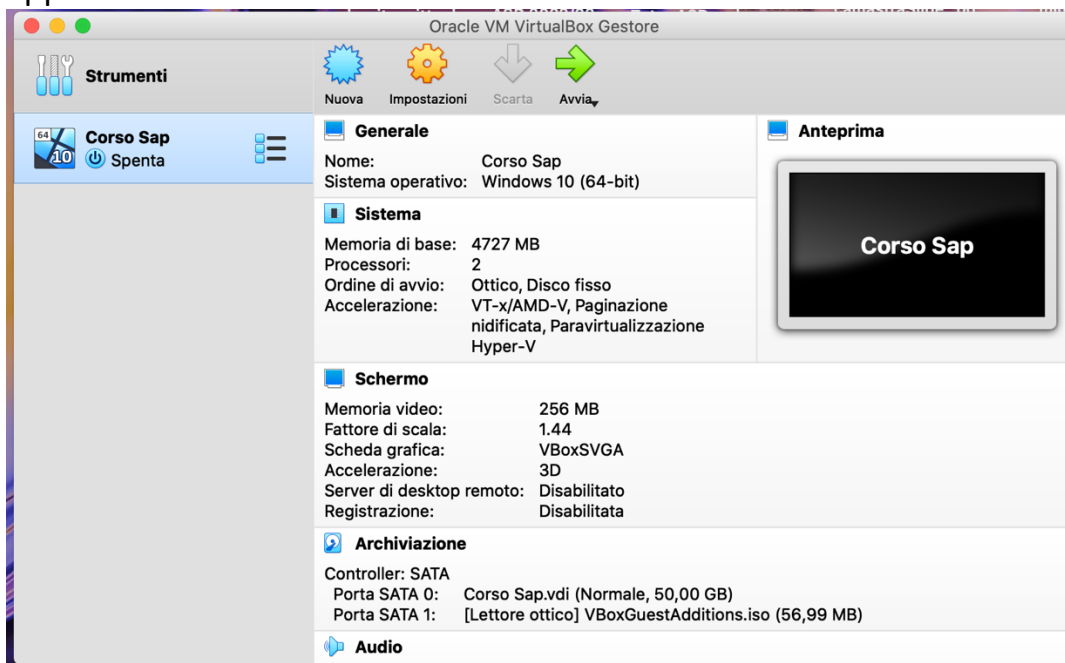 Oracle VM VirtualBox Gestore
Strumenti
Nuova Impostazioni Scarta Avvia
64
10
Corso Sap
Spenta
Generale
Nome: Corso Sap
Sistema operativo: Windows 10 (64-bit)
Sistema
Memoria di base: 4727 MB
Processori: 2
Ordine di avvio: Ottico, Disco fisso
Accelerazione: VT-x/AMD-V, Paginazione
nidificata, Paravirtualizzazione
Hyper-V
Anteprima
Corso Sap
Schermo
Memoria video: 256 MB
Fattore di scala: 1.44
Scheda grafica: VBoxSVGA
Accelerazione: 3D
Server di desktop remoto: Disabilitato
Registrazione: Disabilitata
Archiviazione
Controller: SATA
Porta SATA 0: Corso Sap.vdi (Normale, 50,00 GB)
Porta SATA 1: [Lettore ottico] VBoxGuestAdditions.iso (56,99 MB)
Audio